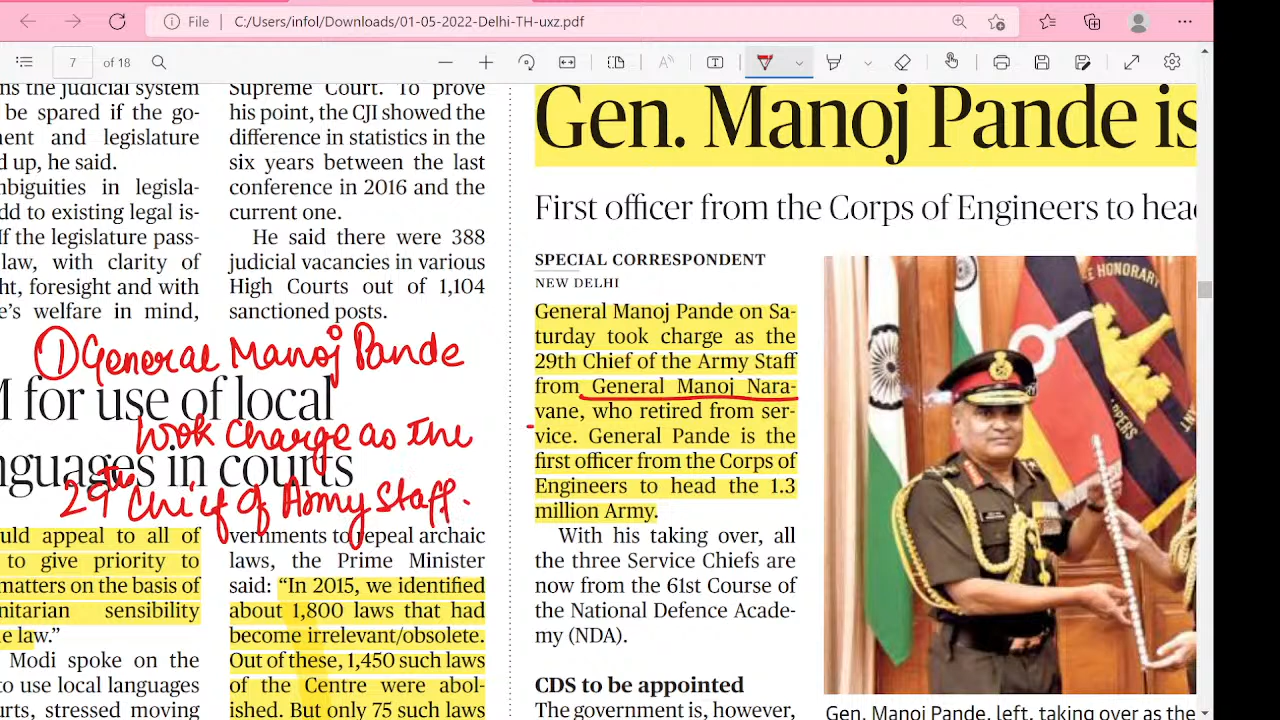 File
C:/Users/infol/Downloads/01-05-2022-Delhi-TH-uxz.pdf
7 of 18
ns the judicial system
be spared if the go-
ment and legislature
d up, he said.
mbiguities in legisla-
dd to existing legal is-
If the legislature pass-
law, with clarity of
ht, foresight and with
e's welfare in mind,
Supreme Court. To prove
his point, the CJI showed the
difference in statistics in the
six years between the last
conference in 2016 and the
current one.
He said there were 388
judicial vacancies in various
High Courts out of 1,104
sanctioned posts.
① General Manoj Pande
took charge as the
29th Chief of Army Staff.
M for use of local
nguages in courts
uld appeal to all of
to give priority to
matters on the basis of
nitarian sensibility
e law."
Modi spoke on the
to use local languages
urts, stressed moving
vernments to repeal archaic
laws, the Prime Minister
said: "In 2015, we identified
about 1,800 laws that had
become irrelevant/obsolete.
Out of these, 1,450 such laws
of the Centre were abol-
ished. But only 75 such laws
Gen. Manoj Pande is
First officer from the Corps of Engineers to head
SPECIAL CORRESPONDENT
NEW DELHI
General Manoj Pande on Sa-
turday took charge as the
29th Chief of the Army Staff
from General Manoj Nara-
vane, who retired from ser-
vice. General Pande is the
first officer from the Corps of
Engineers to head the 1.3
million Army.
With his taking over, all
the three Service Chiefs are
now from the 61st Course of
the National Defence Acade-
my (NDA).
CDS to be appointed
The government is, however,
HE HONORARY
PPERS
Gen. Manoj Pande, left, taking over as the